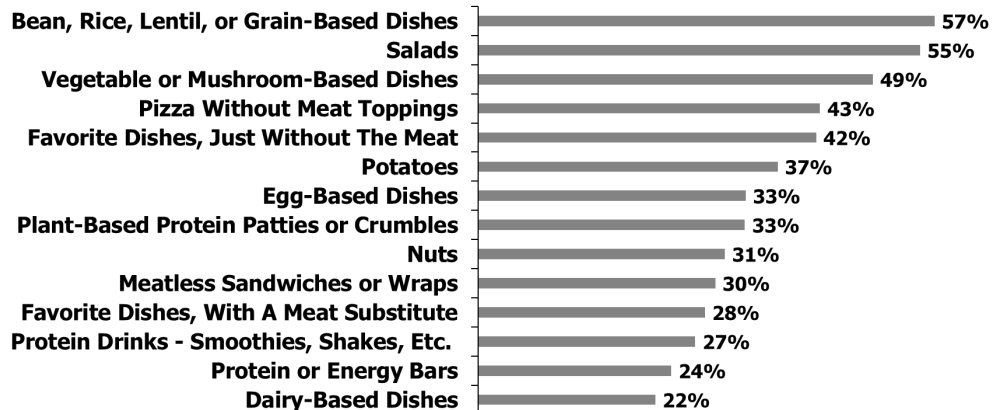 Bean, Rice, Lentil, or Grain-Based Dishes 57%
Salads 55%
Vegetable or Mushroom-Based Dishes 49%
Pizza Without Meat Toppings 43%
Favorite Dishes, Just Without The Meat 42%
Potatoes 37%
Egg-Based Dishes 33%
Plant-Based Protein Patties or Crumbles 33%
Nuts 31%
Meatless Sandwiches or Wraps 30%
Favorite Dishes, With A Meat Substitute 28%
Protein Drinks - Smoothies, Shakes, Etc. 27%
Protein or Energy Bars 24%
Dairy-Based Dishes 22%